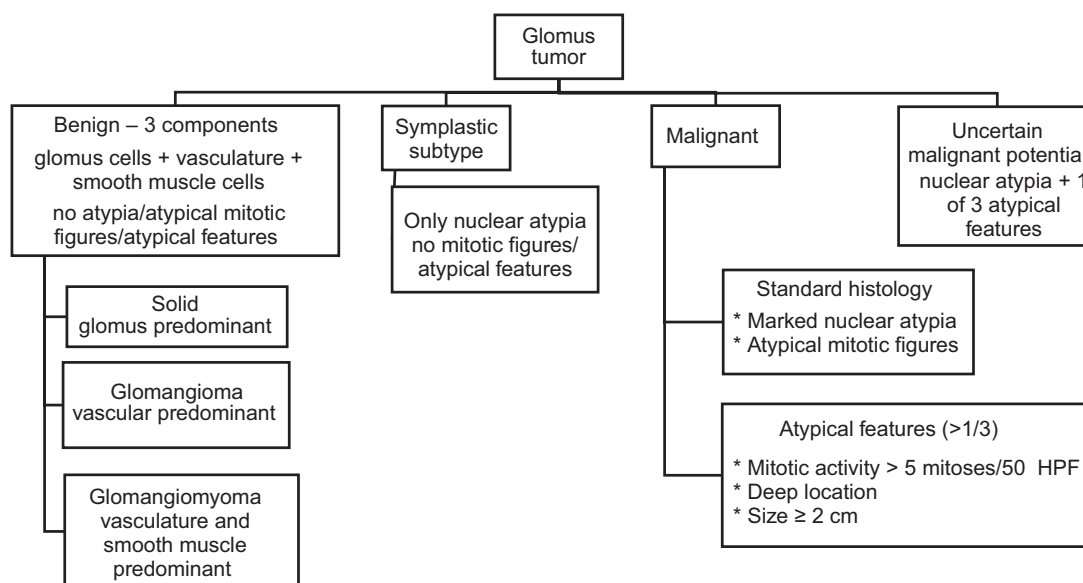 Glomus
tumor
Benign – 3 components
glomus cells + vasculature +
smooth muscle cells
no atypia/atypical mitotic
figures/atypical features
Solid
glomus predominant
Glomangioma
vascular predominant
Glomangiomyoma
vasculature and
smooth muscle
predominant
Symplastic
subtype
Only nuclear atypia
no mitotic figures/
atypical features
Malignant
Standard histology
* Marked nuclear atypia
* Atypical mitotic figures
Atypical features (>1/3)
* Mitotic activity > 5 mitoses/50 HPF
* Deep location
* Size ≥ 2 cm
Uncertain
malignant potentia
nuclear atypia + 1
of 3 atypical
features